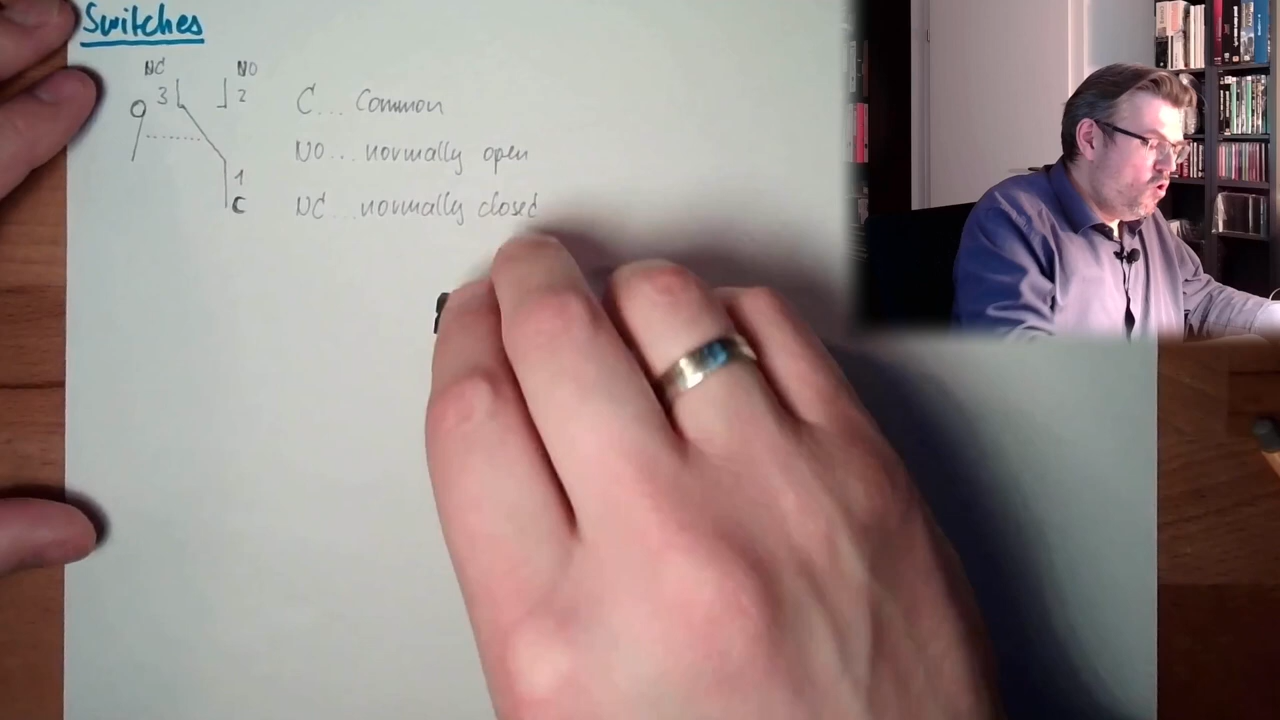 Switches
NC NO
3 2
1
C
C... Common
NO... normally open
NC... normally closed